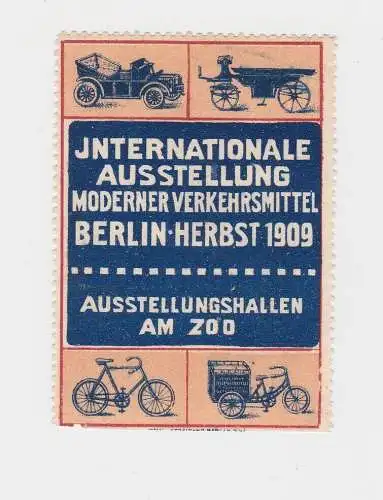 JNTERNATIONALE
AUSSTELLUNG
MODERNER VERKEHRSMITTEL
BERLIN·HERBST 1909
AUSSTELLUNGSHALLEN
AM ZOO